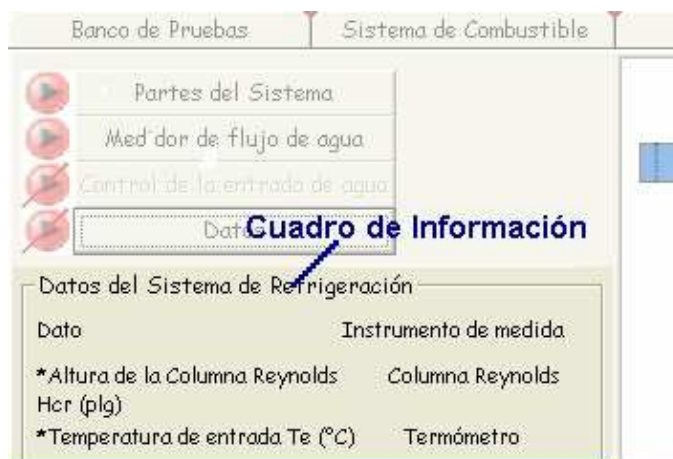 Banco de Pruebas Sistema de Combustible
Partes del Sistema
Med dor de flujo de agua
Control de la entrada de agua
Datos
Cuadro de Información
Datos del Sistema de Refrigeración
Dato Instrumento de medida
*Altura de la Columna Reynolds Columna Reynolds
Hcr (plg)
*Temperatura de entrada Te (°C) Termómetro